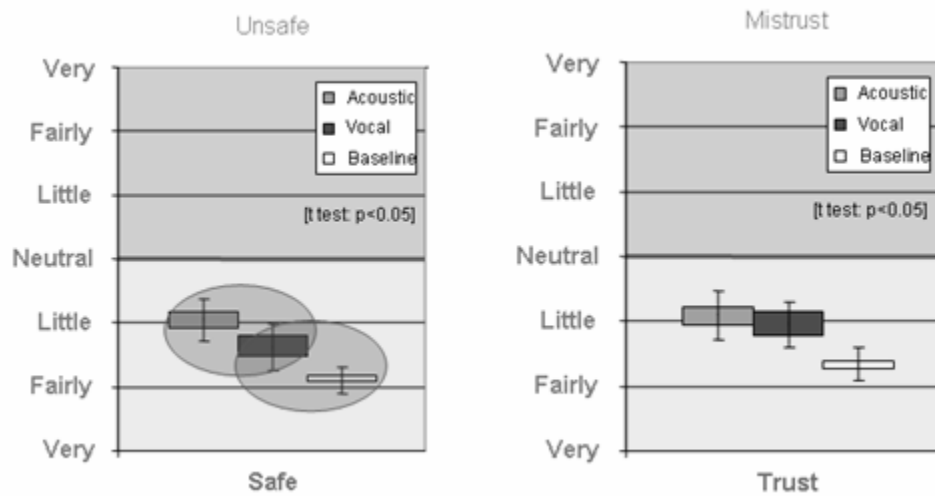 Unsafe
Very
Fairly
Little
Neutral
Little
Fairly
Very
Acoustic
Vocal
Baseline
[t test: p<0.05]
Safe
Mistrust
Very
Fairly
Little
Neutral
Little
Fairly
Very
Acoustic
Vocal
Baseline
[t test: p<0.05]
Trust